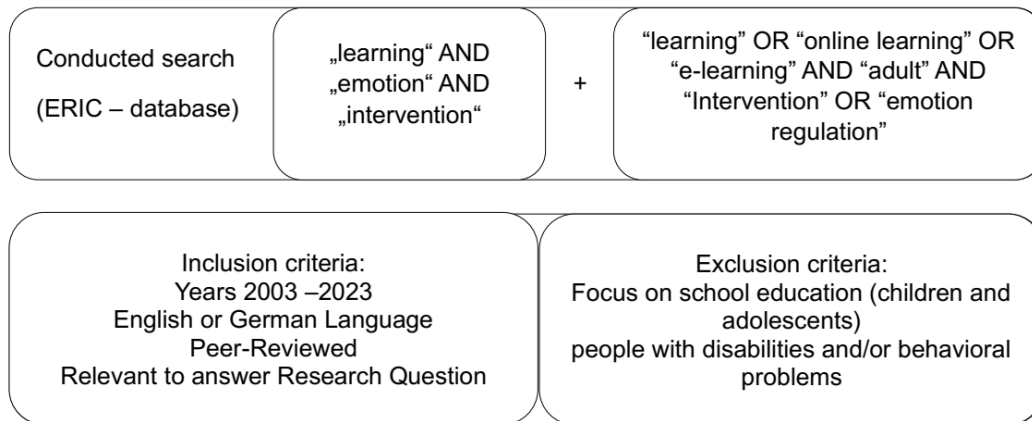 Conducted search
(ERIC – database)
„learning“ AND
„emotion“ AND
„intervention“
+
“learning” OR “online learning” OR
“e-learning” AND “adult” AND
“Intervention” OR “emotion
regulation”
Inclusion criteria:
Years 2003 –2023
English or German Language
Peer-Reviewed
Relevant to answer Research Question
Exclusion criteria:
Focus on school education (children and
adolescents)
people with disabilities and/or behavioral
problems